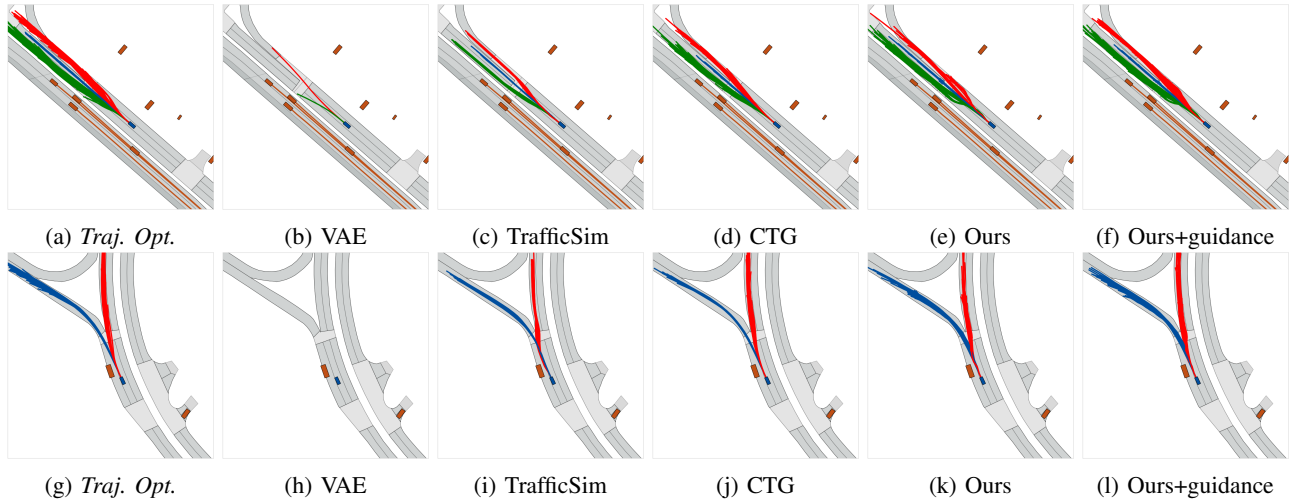 (a) Traj. Opt. (b) VAE (c) TrafficSim (d) CTG (e) Ours (f) Ours+guidance
(g) Traj. Opt. (h) VAE (i) TrafficSim (j) CTG (k) Ours (l) Ours+guidance